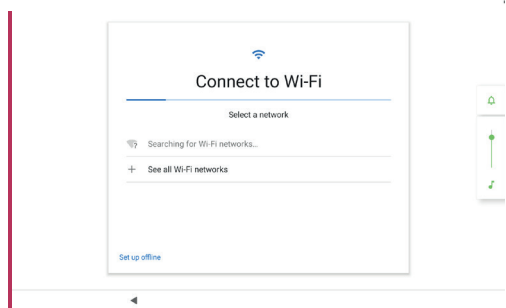 Connect to Wi-Fi
Select a network
Searching for Wi-Fi networks...
See all Wi-Fi networks
Set up offline